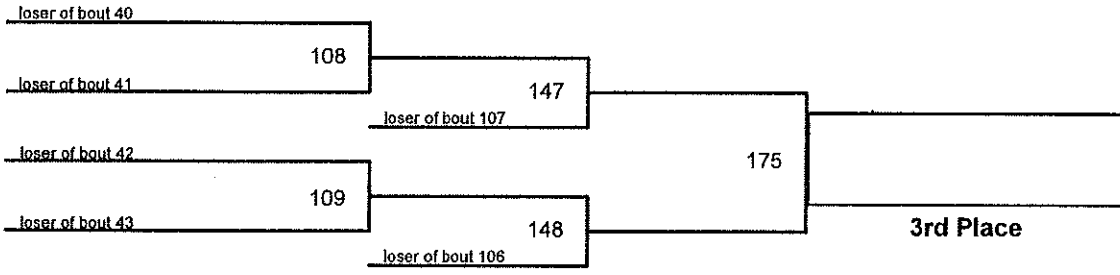 loser of bout 40
108
loser of bout 41
147
loser of bout 107
loser of bout 42
175
109
loser of bout 43
148
3rd Place
loser of bout 106